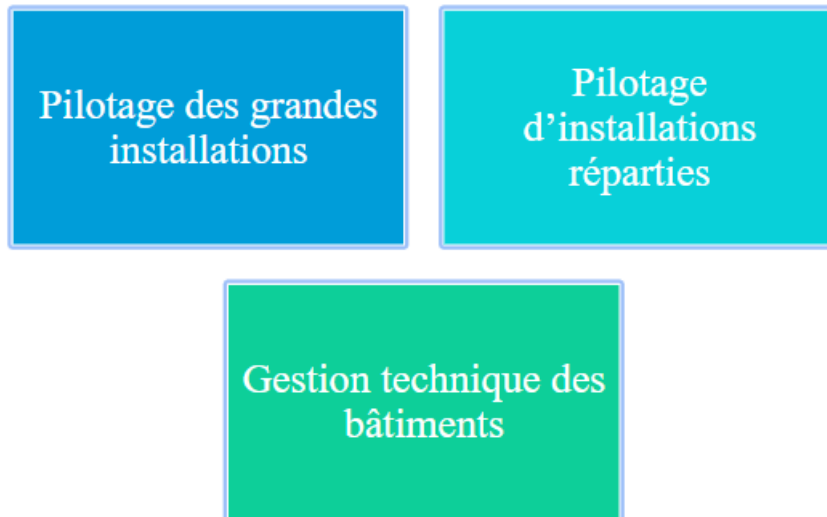 Pilotage des grandes
installations
Pilotage
d’installations
réparties
Gestion technique des
bâtiments